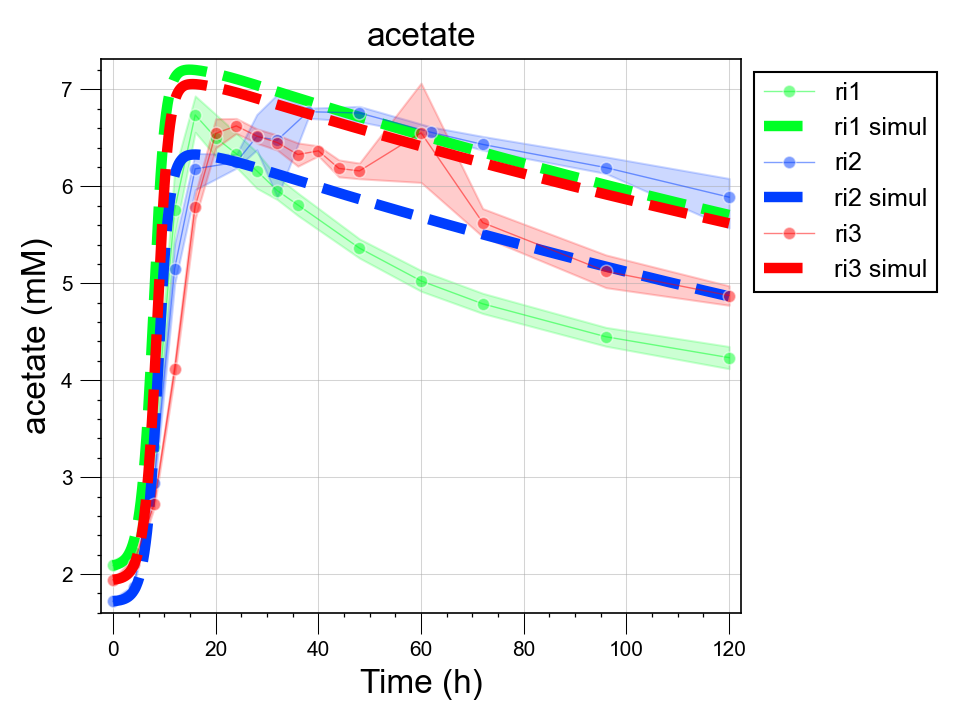 acetate
acetate (mM)
7
6
5
4
3
2
0 20 40 60 80 100 120
Time (h)
ri1
ri1 simul
ri2
ri2 simul
ri3
ri3 simul